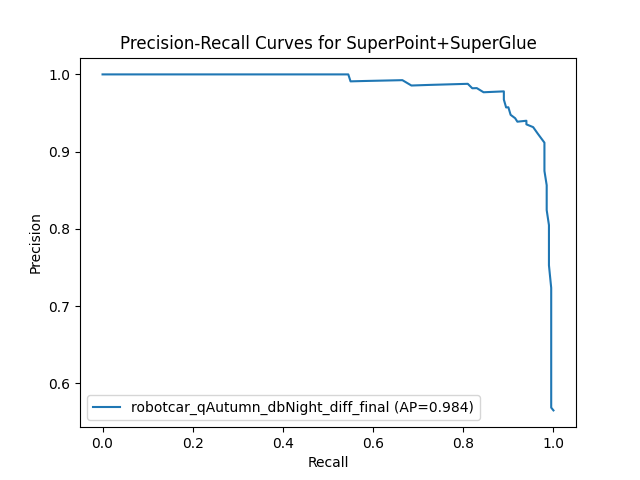 Precision-Recall Curves for SuperPoint+SuperGlue
1.0
0.9
0.8
0.7
0.6
Precision
robotcar_qAutumn_dbNight_diff_final (AP=0.984)
0.0 0.2 0.4 0.6 0.8 1.0
Recall